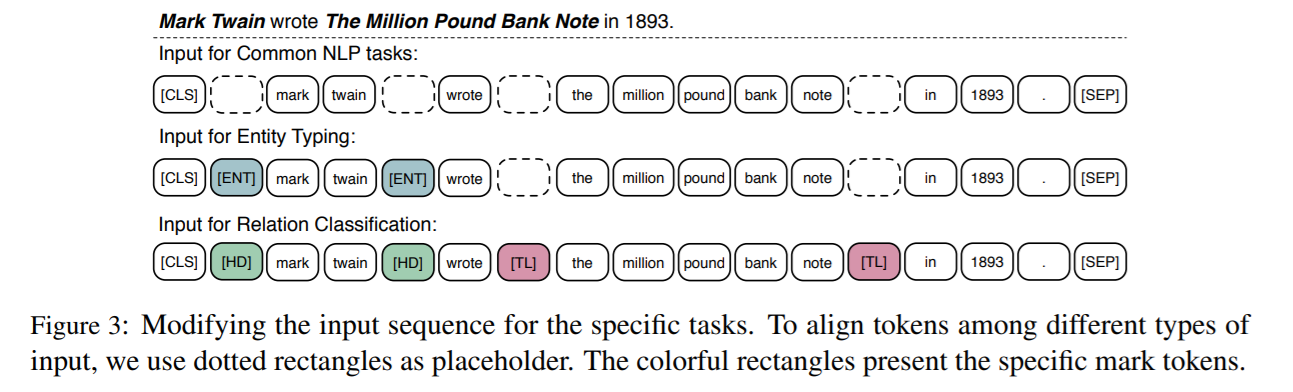 Mark Twain wrote The Million Pound Bank Note in 1893.
Input for Common NLP tasks:
[CLS] mark twain wrote the million pound bank note in 1893 . [SEP]
Input for Entity Typing:
[CLS] [ENT] mark twain [ENT] wrote the million pound bank note in 1893 . [SEP]
Input for Relation Classification:
[CLS] [HD] mark twain [HD] wrote [TL] the million pound bank note [TL] in 1893 . [SEP]
Figure 3: Modifying the input sequence for the specific tasks. To align tokens among different types of
input, we use dotted rectangles as placeholder. The colorful rectangles present the specific mark tokens.